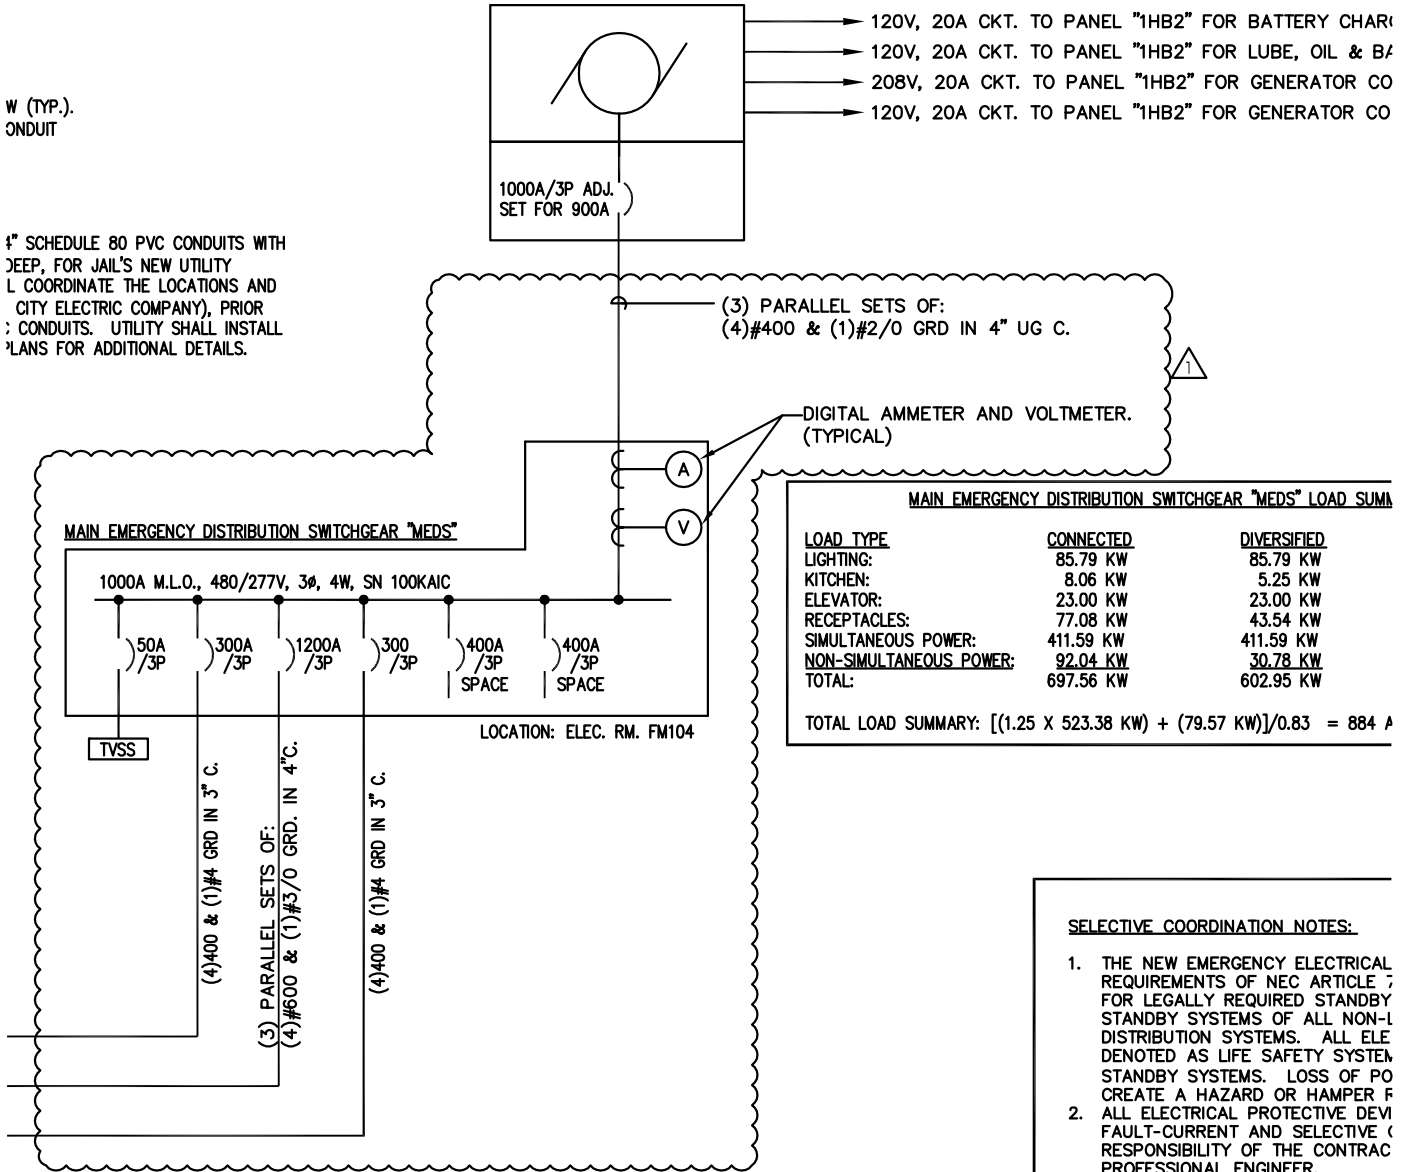 120V, 20A CKT. TO PANEL "1HB2" FOR BATTERY
120V, 20A CKT. TO PANEL "1HB2" FOR LUBE, OIL &
208V, 20A CKT. TO PANEL "1HB2" FOR GENERATOR CO
120V, 20A CKT. TO PANEL "1HB2" FOR GENERATOR CO
W (TYP.).
ONDUIT
1000A/3P ADJ.
SET FOR 900A
4" SCHEDULE 80 PVC CONDUITS WITH
DEEP, FOR JAIL'S NEW UTILITY
L COORDINATE THE LOCATIONS AND
CITY ELECTRIC COMPANY), PRIOR
CONDUITS. UTILITY SHALL INSTALL
PLANS FOR ADDITIONAL DETAILS.
(3) PARALLEL SETS OF:
(4)#400 & (1)#2/0 GRD IN 4" UG C.
1
DIGITAL AMMETER AND VOLTMETER.
(TYPICAL)
A
V
MAIN EMERGENCY DISTRIBUTION SWITCHGEAR "MEDS"
1000A M.L.O., 480/277V, 3ø, 4W, SN 100KAIC
50A /3P
300A /3P
1200A /3P
300 /3P
400A /3P SPACE
400A /3P SPACE
LOCATION: ELEC. RM. FM104
TVSS
(4)400 & (1)#4 GRD IN 3" C.
(3) PARALLEL SETS OF:
(4)#600 & (1)#3/0 GRD. IN 4"C.
(4)400 & (1)#4 GRD IN 3" C.
MAIN EMERGENCY DISTRIBUTION SWITCHGEAR "MEDS" LOAD SUMM
LOAD TYPE CONNECTED DIVERSIFIED
LIGHTING: 85.79 KW 85.79 KW
KITCHEN: 8.06 KW 5.25 KW
ELEVATOR: 23.00 KW 23.00 KW
RECEPTACLES: 77.08 KW 43.54 KW
SIMULTANEOUS POWER: 411.59 KW 411.59 KW
NON-SIMULTANEOUS POWER: 92.04 KW 30.78 KW
TOTAL: 697.56 KW 602.95 KW
TOTAL LOAD SUMMARY: [(1.25 X 523.38 KW) + (79.57 KW)]/0.83 = 884
SELECTIVE COORDINATION NOTES:
1. THE NEW EMERGENCY ELECTRICAL
REQUIREMENTS OF NEC ARTICLE
FOR LEGALLY REQUIRED STANDBY
STANDBY SYSTEMS OF ALL
DISTRIBUTION SYSTEMS. ALL ELE
DENOTED AS LIFE SAFETY SYSTEM
STANDBY SYSTEMS. LOSS OF PO
CREATE A HAZARD OR HAMPER
2. ALL ELECTRICAL PROTECTIVE DEVI
FAULT-CURRENT AND SELECTIVE
RESPONSIBILITY OF THE CONTRAC
PROFESSIONAL ENGINEER